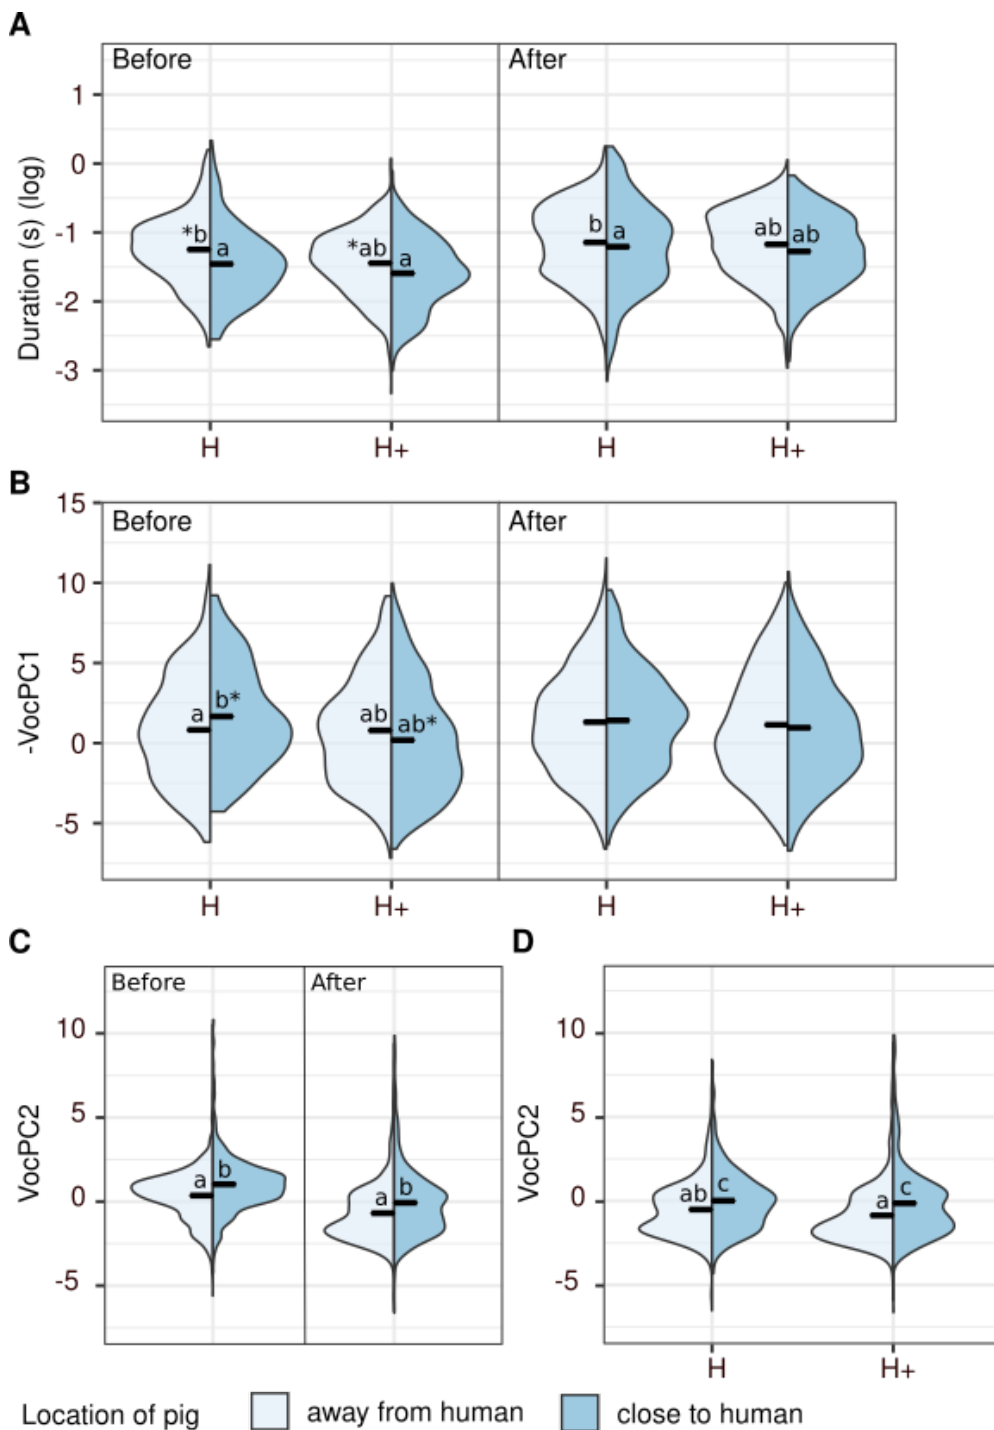 A
Before
After
Duration (s) (log)
1
0
-1
-2
-3
*b
a
*ab
a
b
a
ab
ab
H
H+
H
H+
B
Before
After
-VocPC1
15
10
5
0
-5
a
b*
ab
ab*
H
H+
H
H+
C
Before
After
VocPC2
10
5
0
-5
a
b
a
b
D
VocPC2
10
5
0
-5
ab
c
a
c
H
H+
Location of pig
away from human
close to human